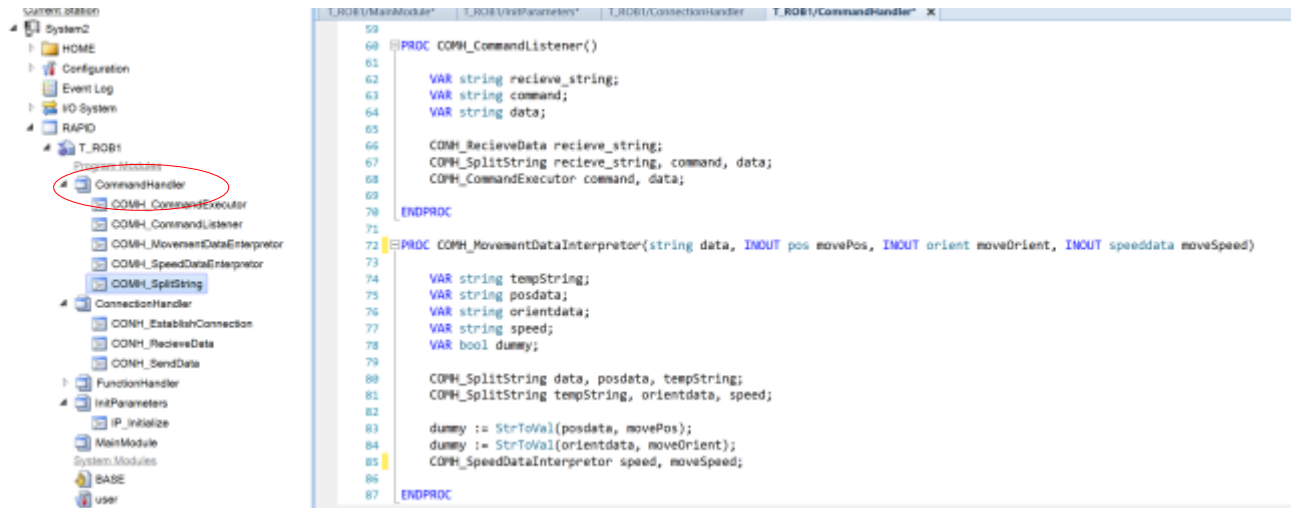 Current Station
System2
HOME
Configuration
Event Log
I/O System
RAPID
T_ROB1
Program Modules
CommandHandler
COMH_CommandExecutor
COMH_CommandListener
COMH_MovementDataEnterpretor
COMH_SpeedDataEnterpretor
COMH_SplitString
ConnectionHandler
CONH_EstablishConnection
CONH_RecieveData
CONH_SendData
FunctionHandler
InitParameters
IP_Initialize
MainModule
System Modules
BASE
user
T_ROB1/MainModule* T_ROB1/InitParameters* T_ROB1/ConnectionHandler T_ROB1/CommandHandler* X
59
60 PROC COMH_CommandListener()
61
62 VAR string recieve_string;
63 VAR string command;
64 VAR string data;
65
66 CONH_RecieveData recieve_string;
67 COMH_SplitString recieve_string, command, data;
68 COMH_CommandExecutor command, data;
69
70 ENDPROC
71
72 PROC COMH_MovementDataInterpretor(string data, INOUT pos movePos, INOUT orient moveOrient, INOUT speeddata moveSpeed)
73
74 VAR string tempString;
75 VAR string posdata;
76 VAR string orientdata;
77 VAR string speed;
78 VAR bool dummy;
79
80 COMH_SplitString data, posdata, tempString;
81 COMH_SplitString tempString, orientdata, speed;
82
83 dummy := StrToVal(posdata, movePos);
84 dummy := StrToVal(orientdata, moveOrient);
85 COMH_SpeedDataInterpretor speed, moveSpeed;
86
87 ENDPROC